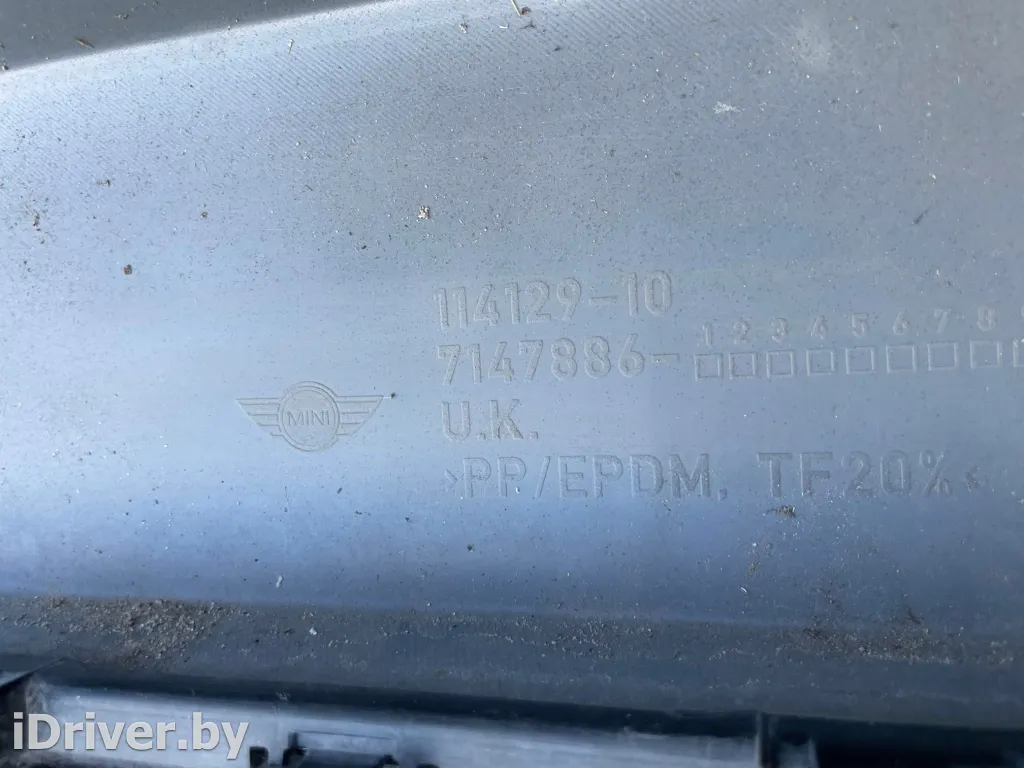 114129-10
1 2 3 4 5 6 7 8
7147886-
MINI
U.K.
>PP/EPDM, TF20%<
iDriver.by